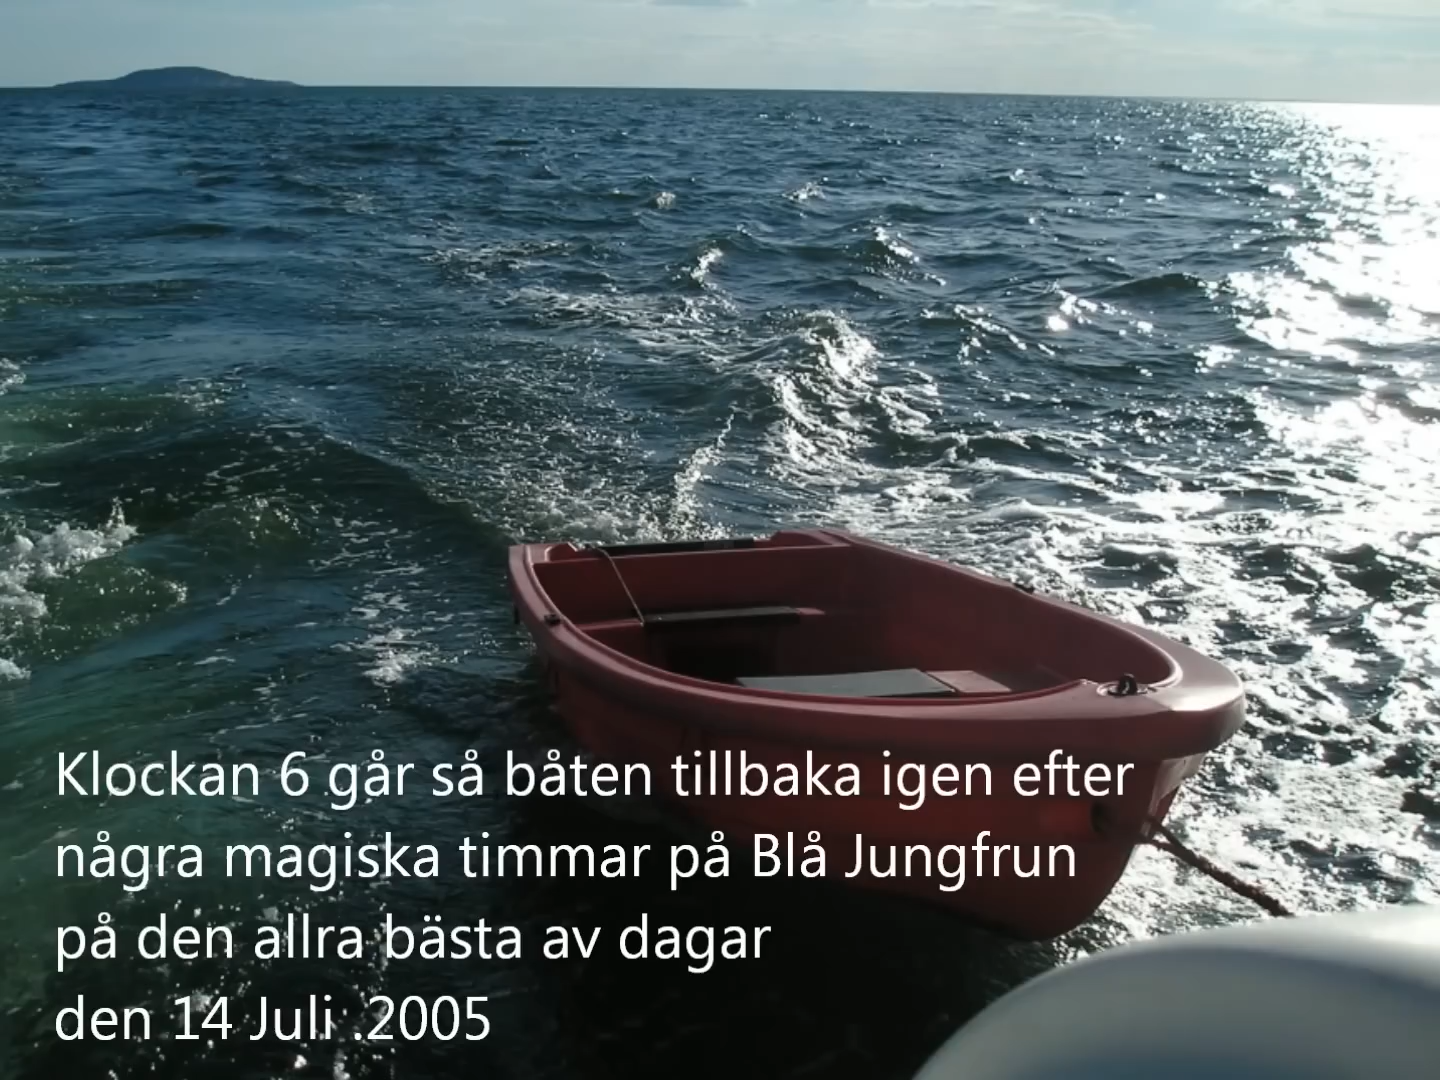 Klockan 6 går så båten tillbaka igen efter
några magiska timmar på Blå Jungfrun
på den allra bästa av dagar
den 14 Juli .2005